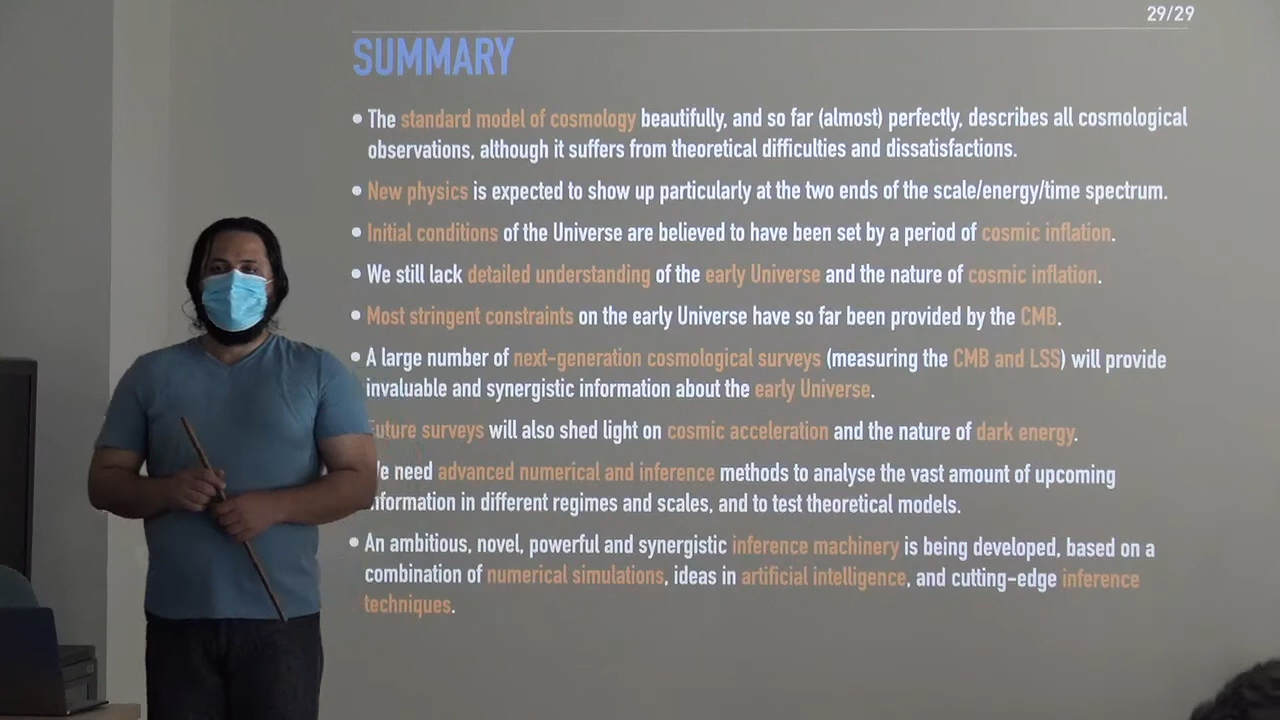 29/29
SUMMARY
• The standard model of cosmology beautifully, and so far (almost) perfectly, describes all cosmological
observations, although it suffers from theoretical difficulties and dissatisfactions.
• New physics is expected to show up particularly at the two ends of the scale/energy/time spectrum.
• Initial conditions of the Universe are believed to have been set by a period of cosmic inflation.
• We still lack detailed understanding of the early Universe and the nature of cosmic inflation.
• Most stringent constraints on the early Universe have so far been provided by the CMB.
• A large number of next-generation cosmological surveys (measuring the CMB and LSS) will provide
invaluable and synergistic information about the early Universe.
Future surveys will also shed light on cosmic acceleration and the nature of dark energy.
We need advanced numerical and inference methods to analyse the vast amount of upcoming
information in different regimes and scales, and to test theoretical models.
• An ambitious, novel, powerful and synergistic inference machinery is being developed, based on a
combination of numerical simulations, ideas in artificial intelligence, and cutting-edge inference
techniques.